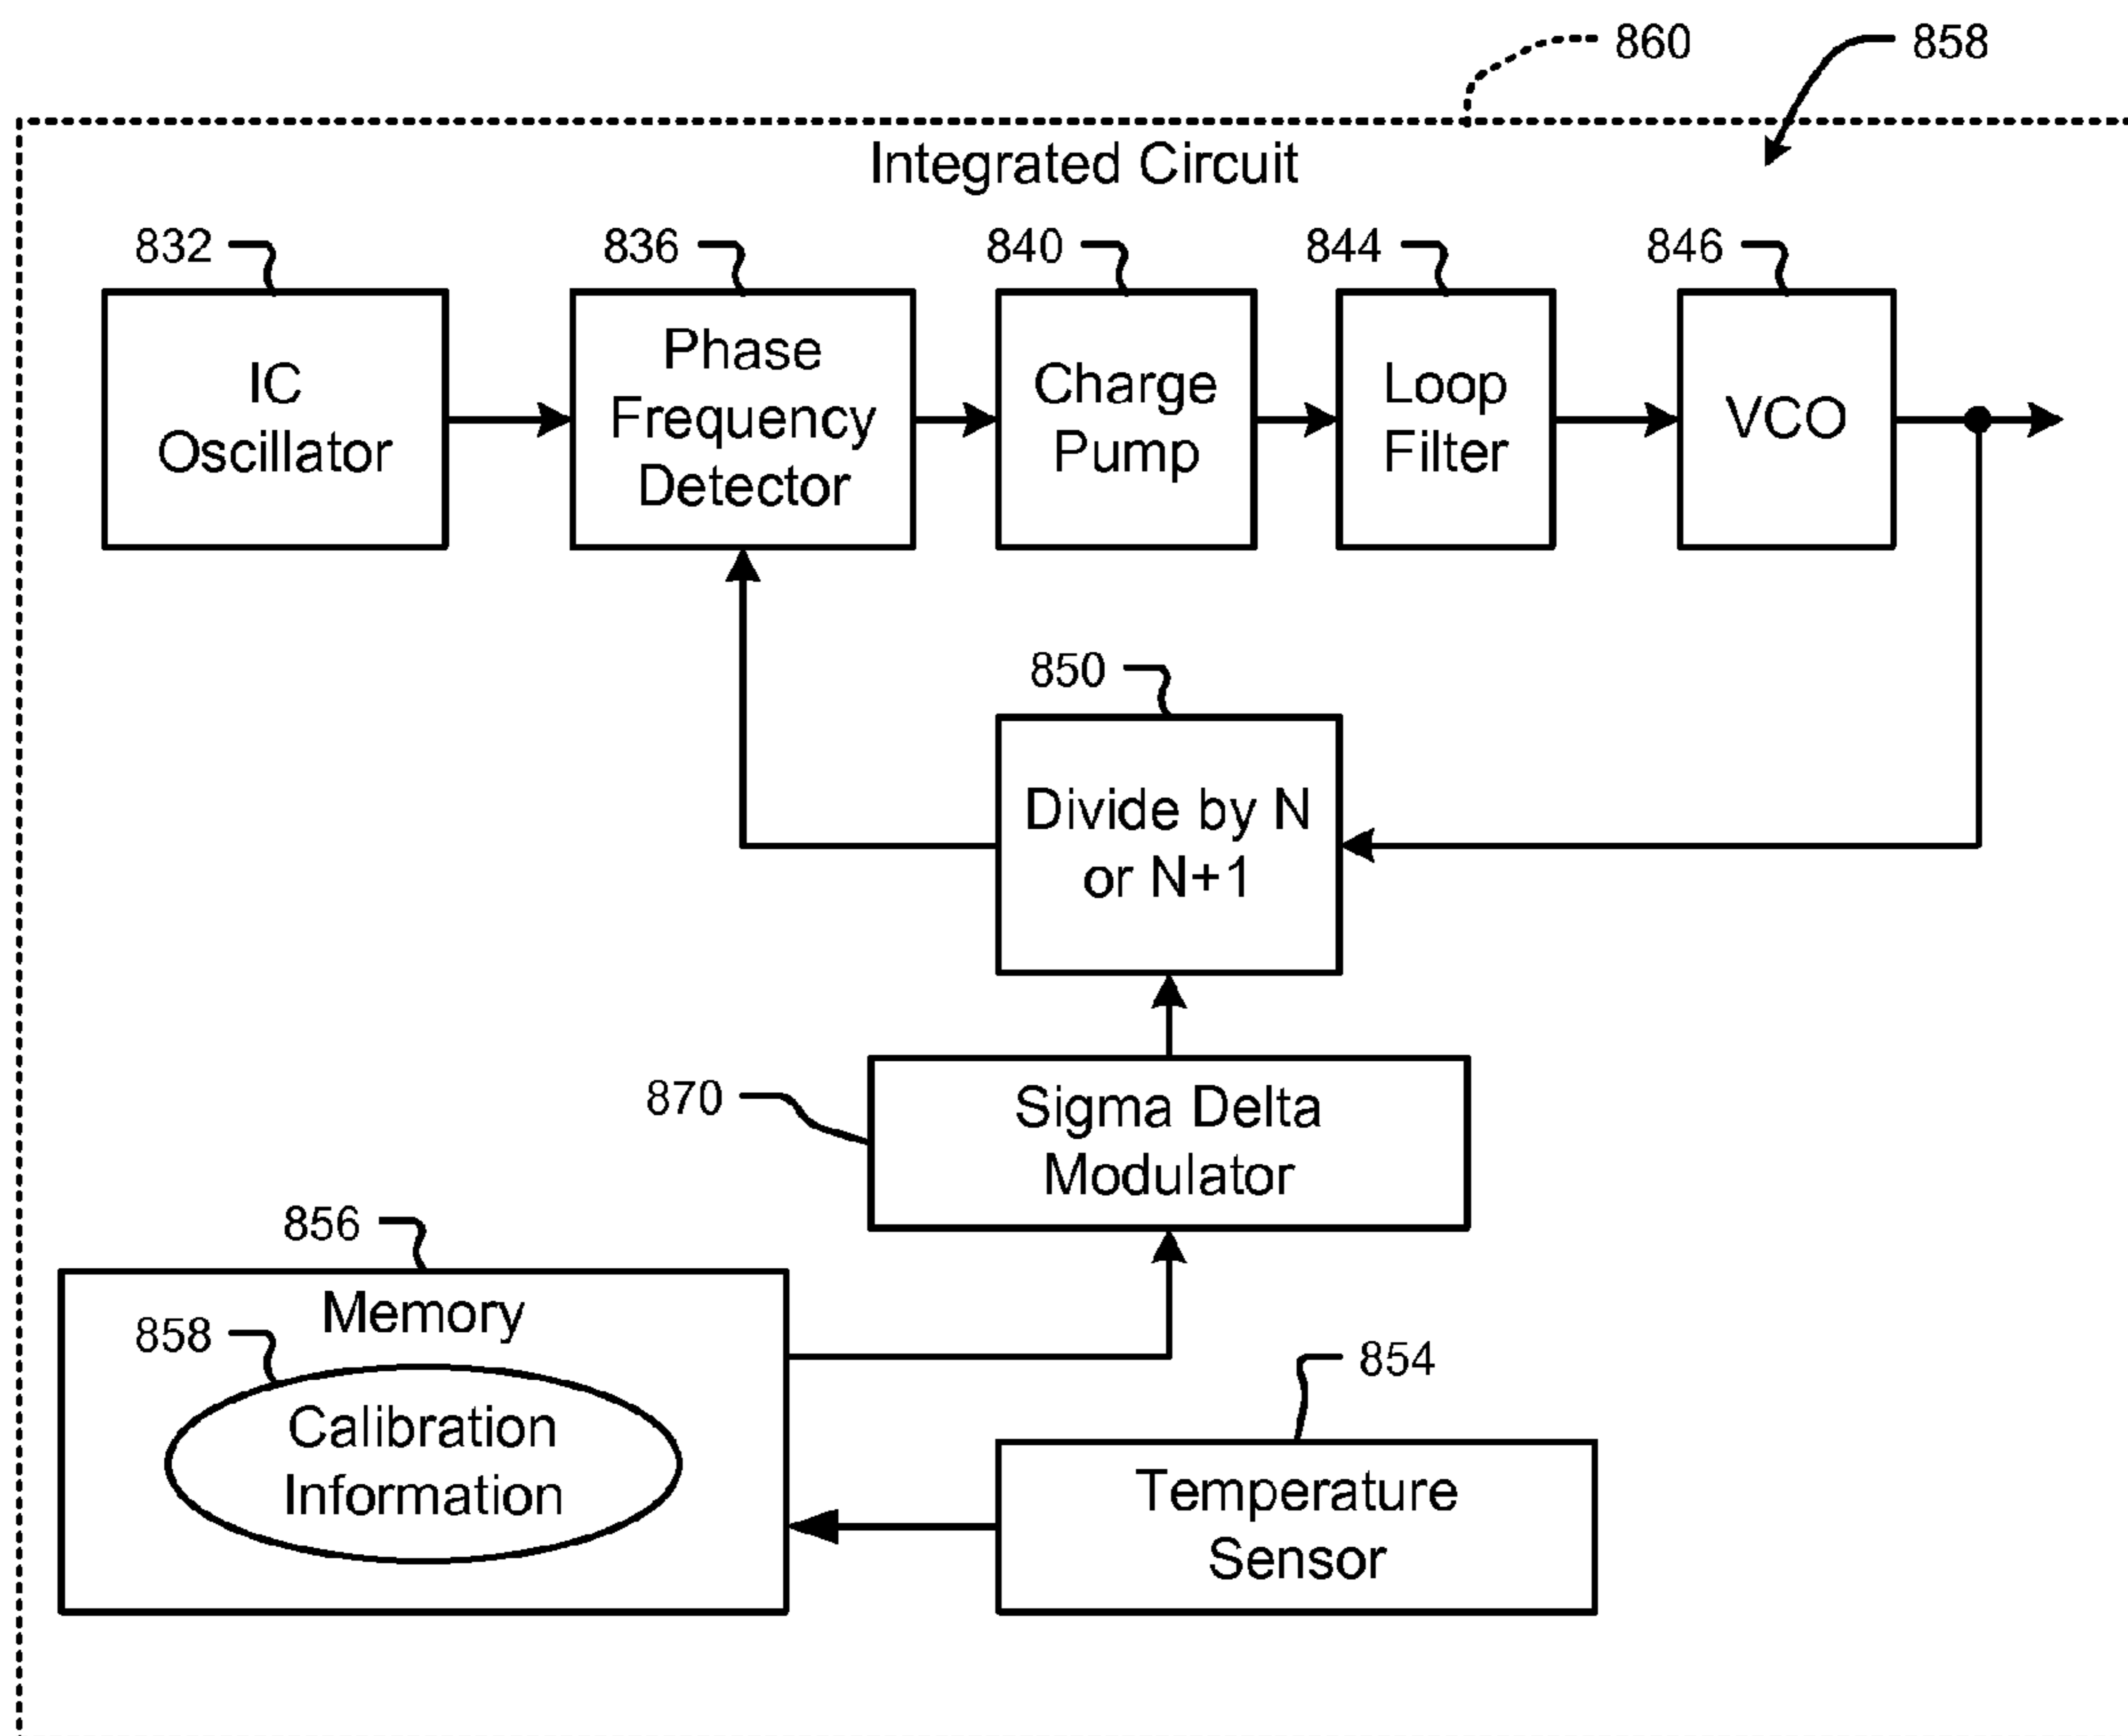 860
858
Integrated Circuit
832
836
840
844
846
IC
Oscillator
Phase
Frequency
Detector
Charge
Pump
Loop
Filter
VCO
850
Divide by N
or N+1
870
Sigma Delta
Modulator
856
Memory
858
Calibration
Information
854
Temperature
Sensor